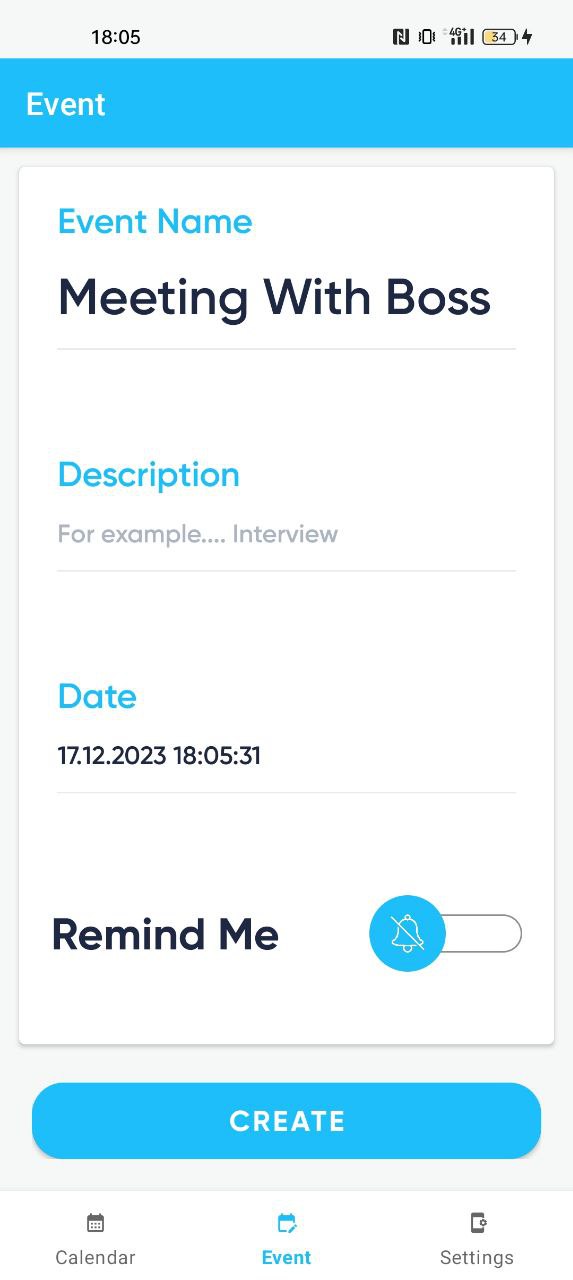 18:05
4G+
34
Event
Event Name
Meeting With Boss
Description
For example.... Interview
Date
17.12.2023 18:05:31
Remind Me
CREATE
Calendar
Event
Settings